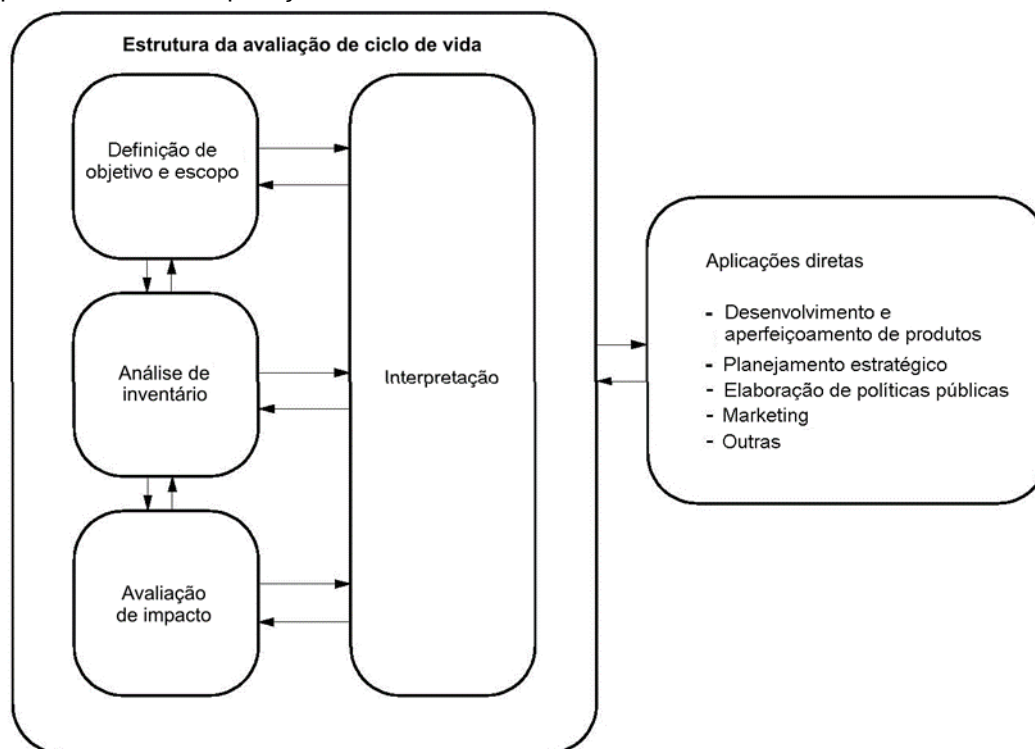 Estrutura da avaliação de ciclo de vida
Definição de
objetivo e escopo
Análise de
inventário
Avaliação
de impacto
Interpretação
Aplicações diretas
- Desenvolvimento e
aperfeiçoamento de produtos
- Planejamento estratégico
- Elaboração de políticas públicas
- Marketing
- Outras